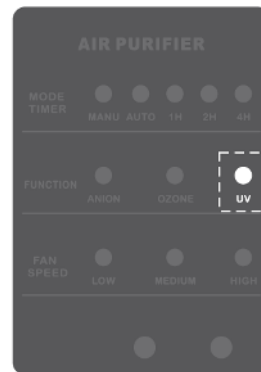 AIR PURIFIER
MODE TIMER
MANU AUTO 1H 2H 4H
FUNCTION
ANION OZONE UV
FAN SPEED
LOW MEDIUM HIGH